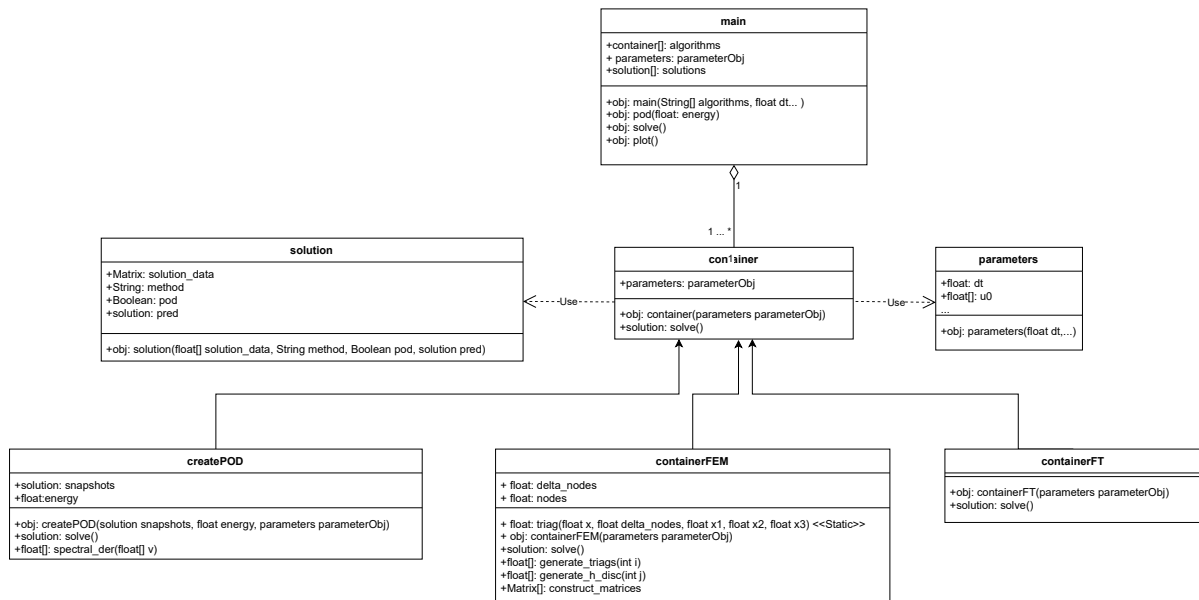 main
+container[]: algorithms
+ parameters: parameterObj
+solution[]: solutions
+obj: main(String[] algorithms, float dt... )
+obj: pod(float: energy)
+obj: solve()
+obj: plot()
1
1 ... *
solution
+Matrix: solution_data
+String: method
+Boolean: pod
+solution: pred
+obj: solution(float[] solution_data, String method, Boolean pod, solution pred)
Use
container
1
+parameters: parameterObj
+obj: container(parameters parameterObj)
+solution: solve()
Use
parameters
+float: dt
+float[]: u0
...
+obj: parameters(float dt,...)
createPOD
+solution: snapshots
+float:energy
+obj: createPOD(solution snapshots, float energy, parameters parameterObj)
+solution: solve()
+float[]: spectral_der(float[] v)
containerFEM
+ float: delta_nodes
+ float: nodes
+ float: triag(float x, float delta_nodes, float x1, float x2, float x3) <<Static>>
+ obj: containerFEM(parameters parameterObj)
+solution: solve()
+float[]: generate_triags(int i)
+float[]: generate_h_disc(int j)
+Matrix[]: construct_matrices
containerFT
+obj: containerFT(parameters parameterObj)
+solution: solve()